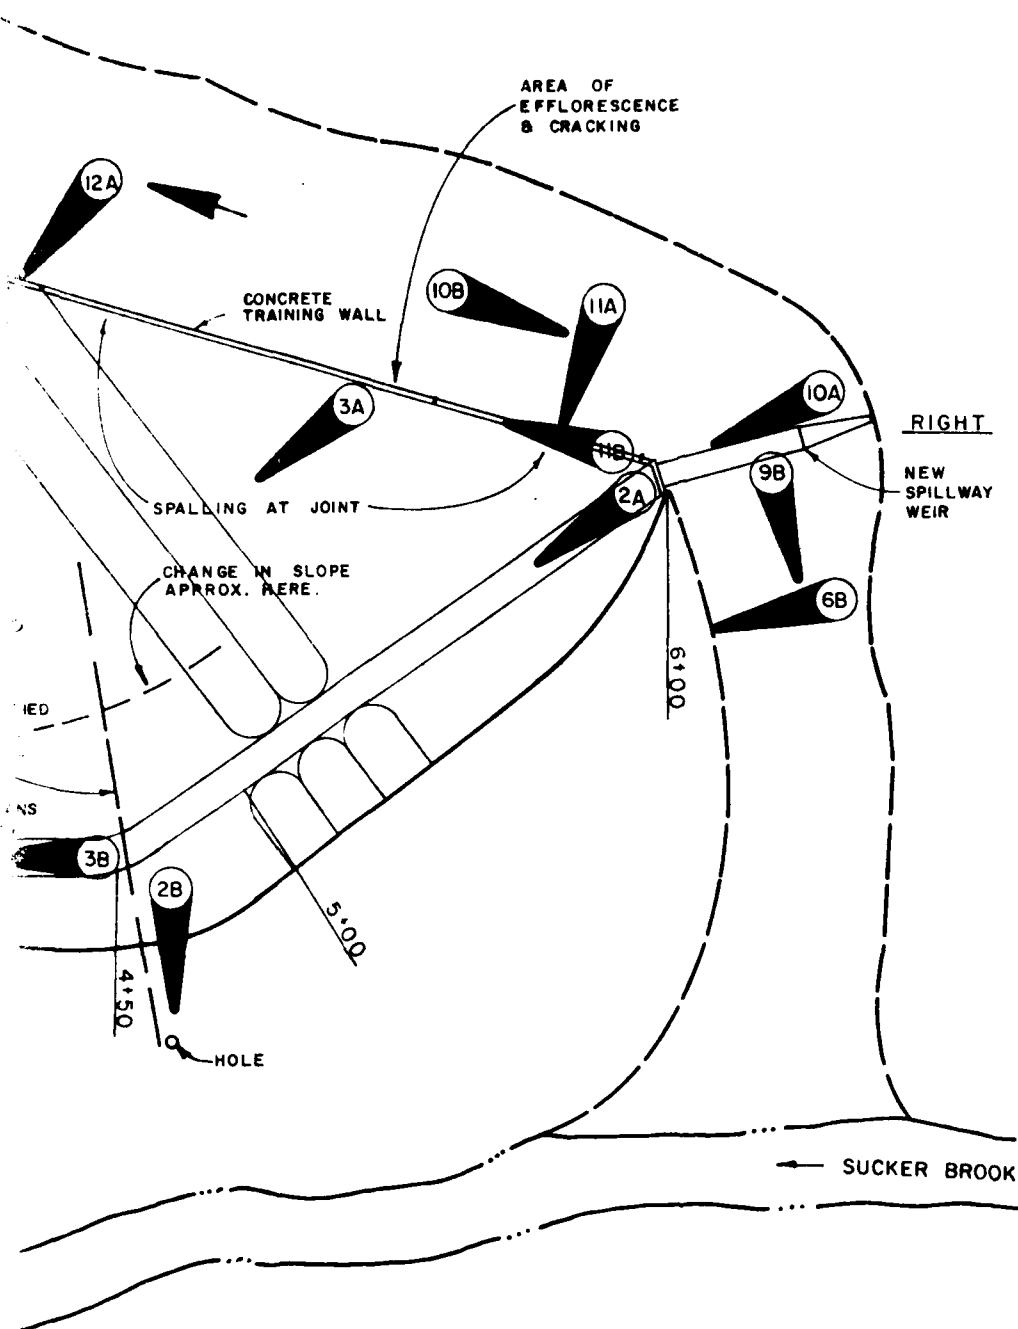 AREA OF
EFFLORESCENCE
& CRACKING
12A
10B
11A
CONCRETE
TRAINING WALL
3A
10A
RIGHT
11B
9B
NEW
SPILLWAY
WEIR
2A
SPALLING AT JOINT
CHANGE IN SLOPE
APPROX. HERE.
6B
6+00
IED
NS
3B
2B
5+00
4+50
HOLE
SUCKER BROOK